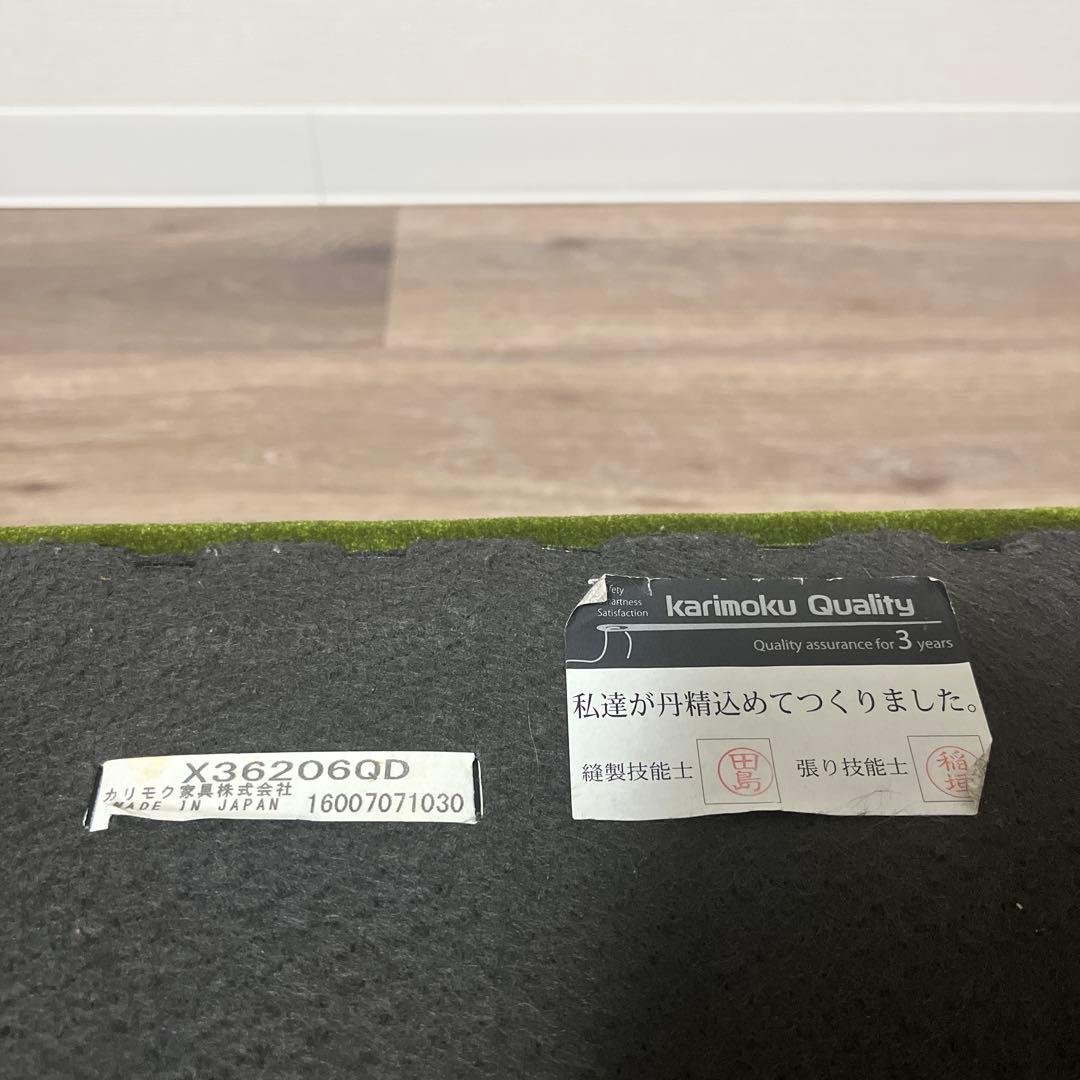 X36206QD
カリモク家具株式会社
MADE IN JAPAN 16007071030
Satisfaction
karimoku Quality
Quality assurance for 3 years
私達が丹精込めてつくりました。
縫製技能士 田島 張り技能士 稲垣